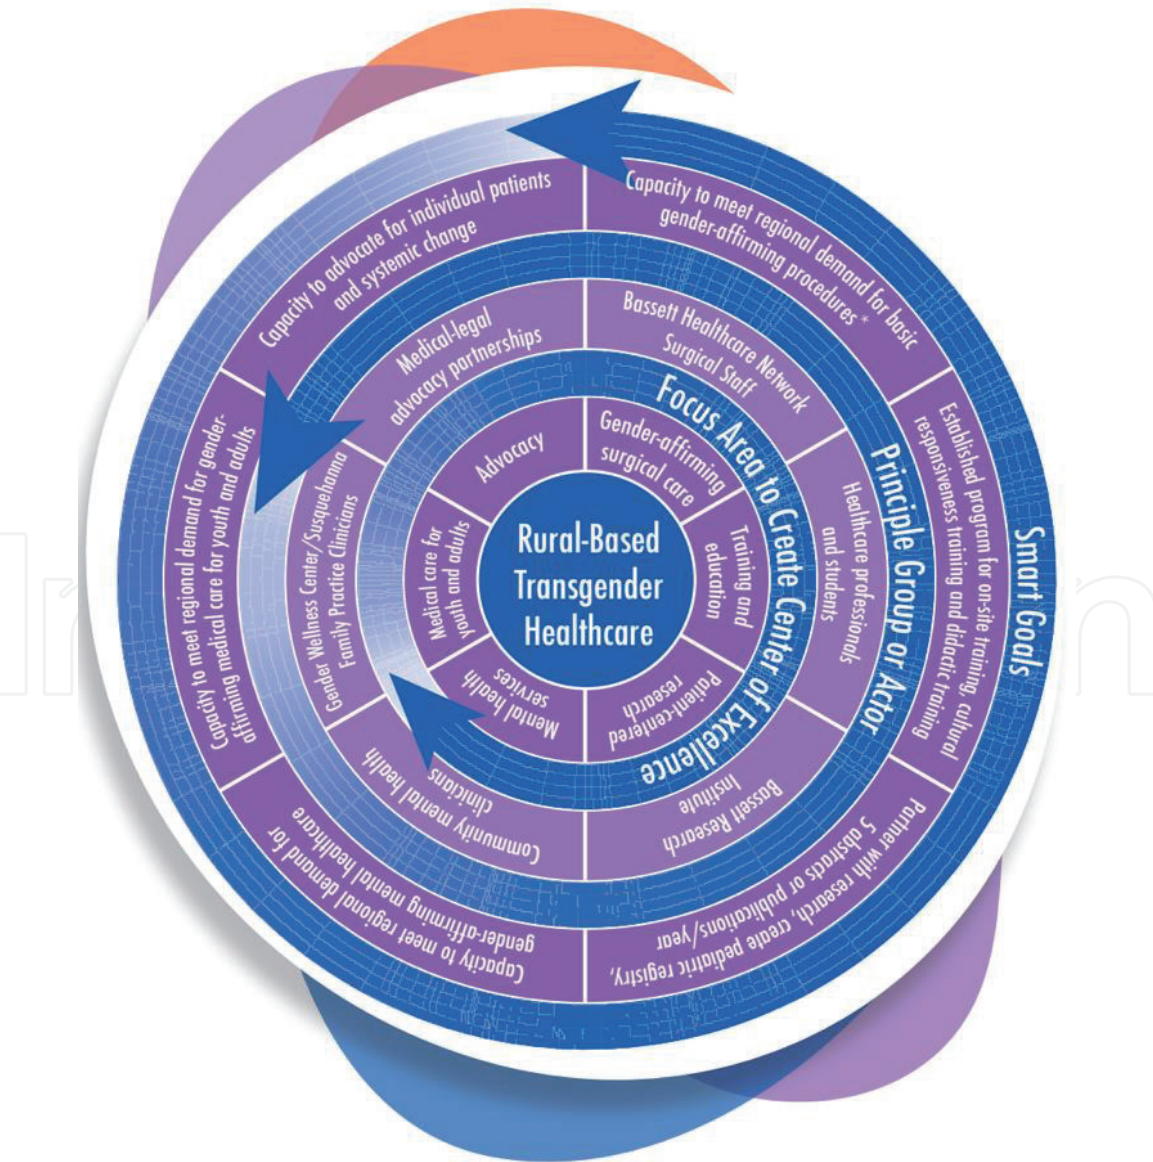 Rural-Based
Transgender
Healthcare
Focus Area to Create Center of Excellence
Gender-affirming
surgical care
Training and
education
Patient-centered
research
Mental health
services
Medical care for
youth and adults
Advocacy
Principle Group or Actior
Bassett Healthcare Network
Surgical Staff
Healthcare professionals
and students
Bassett Research
Institute
Community mental health
clinicians
Gender Wellness Center/Susquehanna
Family Practice Clinicians
Medical-legal
advocacy partnerships
Smart Goals
Capacity to meet regional demand for basic
gender-affirming procedures *
Established program for on-site training, cultural
responsiveness training and didactic training
Partner with research, create pediatric registry,
5 abstracts or publications/year
Capacity to meet regional demand for
gender-affirming mental healthcare
Capacity to meet regional demand for gender-
affirming medical care for youth and adults
Capacity to advocate for individual patients
and systemic change